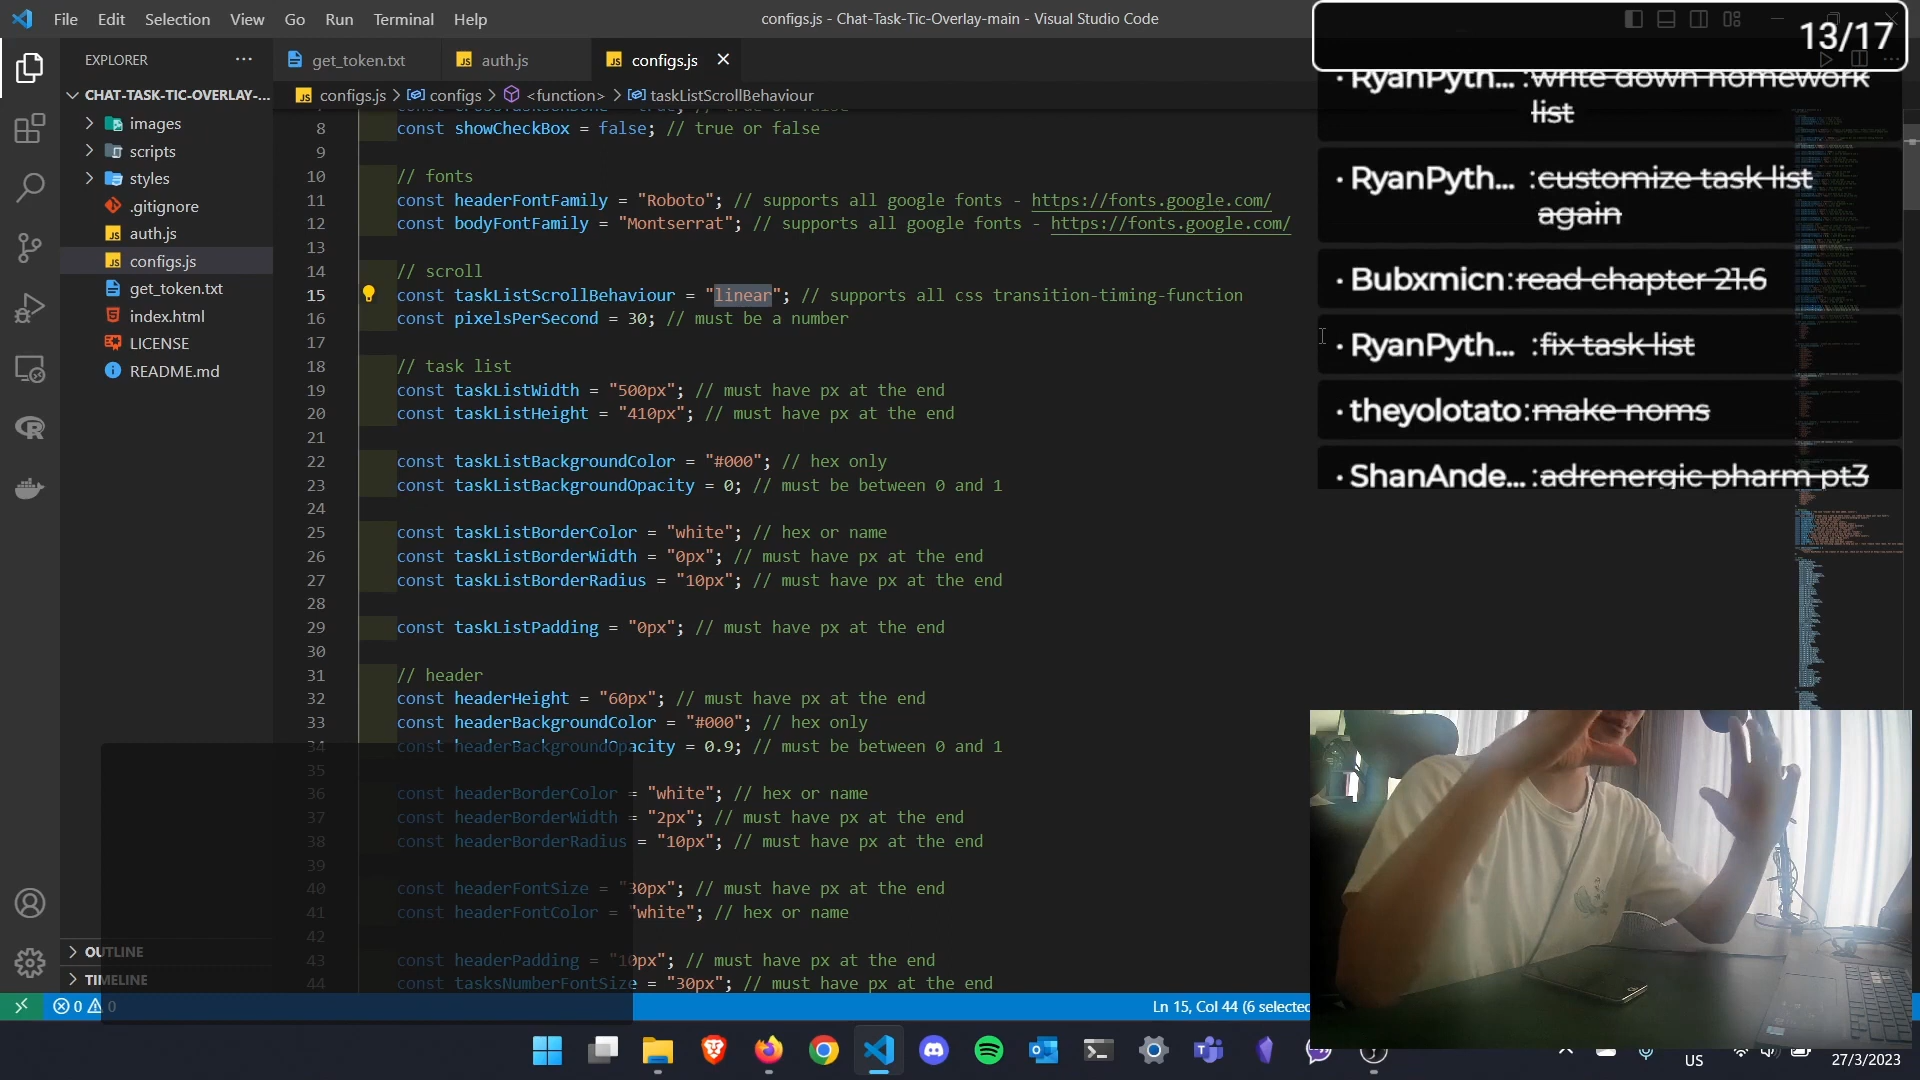 File Edit Selection View Go Run Terminal Help
configs.js - Chat-Task-Tic-Overlay-main - Visual Studio Code
EXPLORER
CHAT-TASK-TIC-OVERLAY-...
images
scripts
styles
.gitignore
auth.js
configs.js
get_token.txt
index.html
LICENSE
README.md
OUTLINE
TIMELINE
get_token.txt
auth.js
configs.js
configs.js > configs > <function> > taskListScrollBehaviour
8 const showCheckBox = false; // true or false
9
10 // fonts
11 const headerFontFamily = "Roboto"; // supports all google fonts - https://fonts.google.com/
12 const bodyFontFamily = "Montserrat"; // supports all google fonts - https://fonts.google.com/
13
14 // scroll
15 const taskListScrollBehaviour = "linear"; // supports all css transition-timing-function
16 const pixelsPerSecond = 30; // must be a number
17
18 // task list
19 const taskListWidth = "500px"; // must have px at the end
20 const taskListHeight = "410px"; // must have px at the end
21
22 const taskListBackgroundColor = "#000"; // hex only
23 const taskListBackgroundOpacity = 0; // must be between 0 and 1
24
25 const taskListBorderColor = "white"; // hex or name
26 const taskListBorderWidth = "0px"; // must have px at the end
27 const taskListBorderRadius = "10px"; // must have px at the end
28
29 const taskListPadding = "0px"; // must have px at the end
30
31 // header
32 const headerHeight = "60px"; // must have px at the end
33 const headerBackgroundColor = "#000"; // hex only
34 const headerBackgroundOpacity = 0.9; // must be between 0 and 1
35
36 const headerBorderColor = "white"; // hex or name
37 const headerBorderWidth = "2px"; // must have px at the end
38 const headerBorderRadius = "10px"; // must have px at the end
39
40 const headerFontSize = "30px"; // must have px at the end
41 const headerFontColor = "white"; // hex or name
42
43 const headerPadding = "10px"; // must have px at the end
44 const tasksNumberFontSize = "30px"; // must have px at the end
13/17
• RyanPyth... :write down homework
list
• RyanPyth... :customize task list
again
• Bubxmicn:read chapter 21.6
• RyanPyth... :fix task list
• theyolotato:make noms
• ShanAnde... :adrenergic pharm pt3
0 0
Ln 15, Col 44 (6 selected
US
27/3/2023